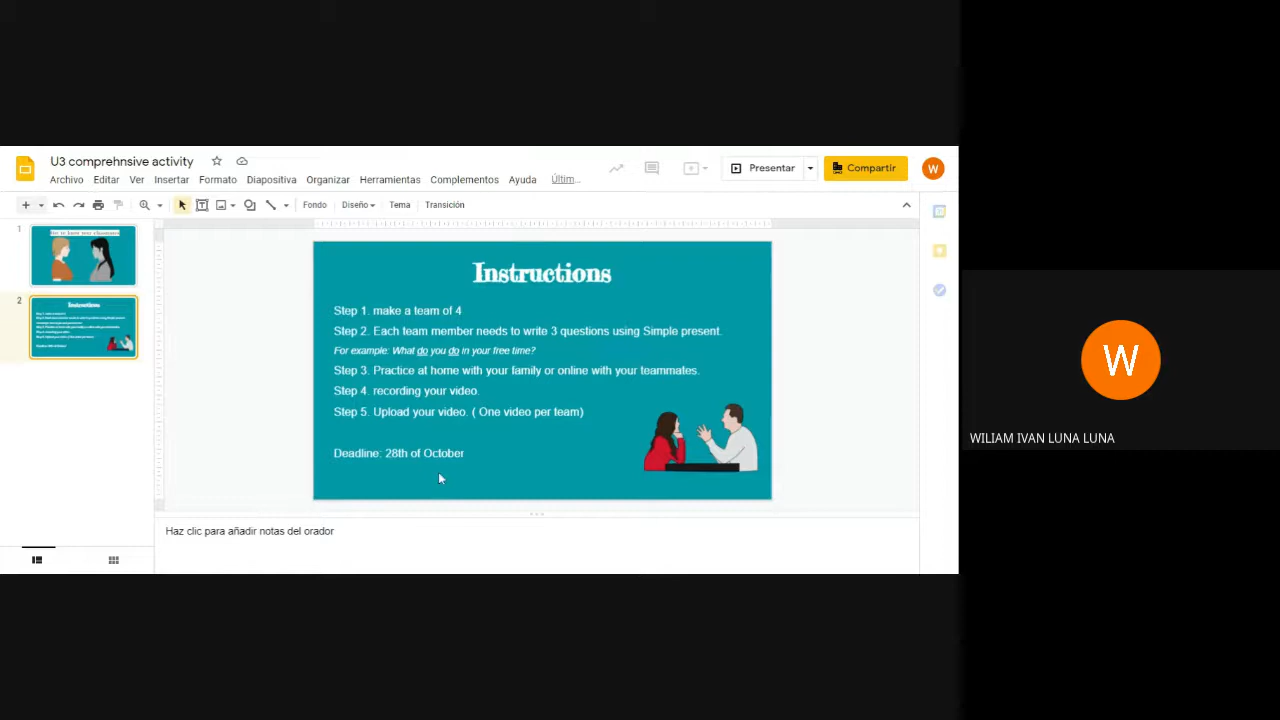 U3 comprehnsive activity
Archivo Editar Ver Insertar Formato Diapositiva Organizar Herramientas Complementos Ayuda Últim...
Presentar
Compartir
W
Fondo Diseño Tema Transición
1
2
Instructions
Instructions
Step 1. make a team of 4
Step 2. Each team member needs to write 3 questions using Simple present.
For example: What do you do in your free time?
Step 3. Practice at home with your family or online with your teammates.
Step 4. recording your video.
Step 5. Upload your video. ( One video per team)
Deadline: 28th of October
Haz clic para añadir notas del orador
W
WILIAM IVAN LUNA LUNA